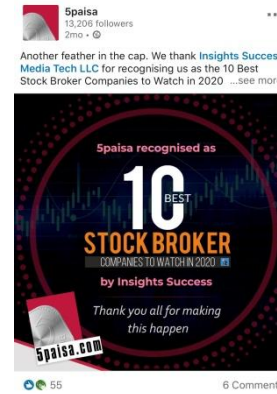 5paisa
13,206 followers
2mo •
Another feather in the cap. We thank Insights Succes
Media Tech LLC for recognising us as the 10 Best
Stock Broker Companies to Watch in 2020 ...see more
5paisa recognised as
10
BEST
STOCK BROKER
COMPANIES TO WATCH IN 2020
by Insights Success
Thank you all for making
this happen
5paisa.com
55
6 Comment